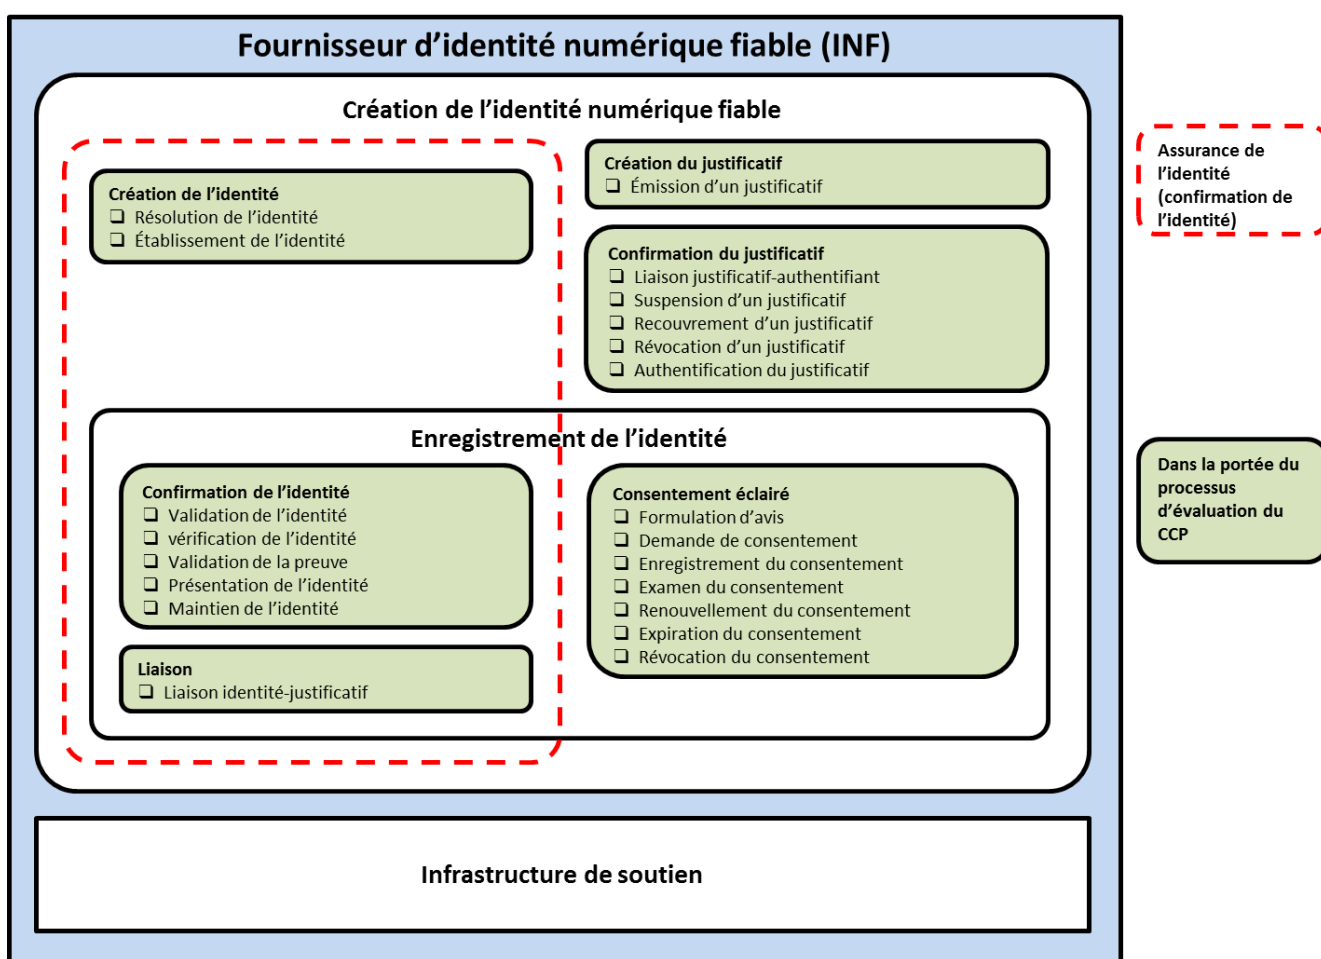 Fournisseur d’identité numérique fiable (INF)
Création de l’identité numérique fiable
Création de l’identité
❑ Résolution de l’identité
❑ Établissement de l’identité
Création du justificatif
❑ Émission d’un justificatif
Confirmation du justificatif
❑ Liaison justificatif-authentifiant
❑ Suspension d’un justificatif
❑ Recouvrement d’un justificatif
❑ Révocation d’un justificatif
❑ Authentification du justificatif
Enregistrement de l’identité
Confirmation de l’identité
❑ Validation de l’identité
❑ vérification de l’identité
❑ Validation de la preuve
❑ Présentation de l’identité
❑ Maintien de l’identité
Liaison
❑ Liaison identité-justificatif
Consentement éclairé
❑ Formulation d’avis
❑ Demande de consentement
❑ Enregistrement du consentement
❑ Examen du consentement
❑ Renouvellement du consentement
❑ Expiration du consentement
❑ Révocation du consentement
Infrastructure de soutien
Assurance de
l’identité
(confirmation de
l’identité)
Dans la portée du
processus
d’évaluation du
CCP